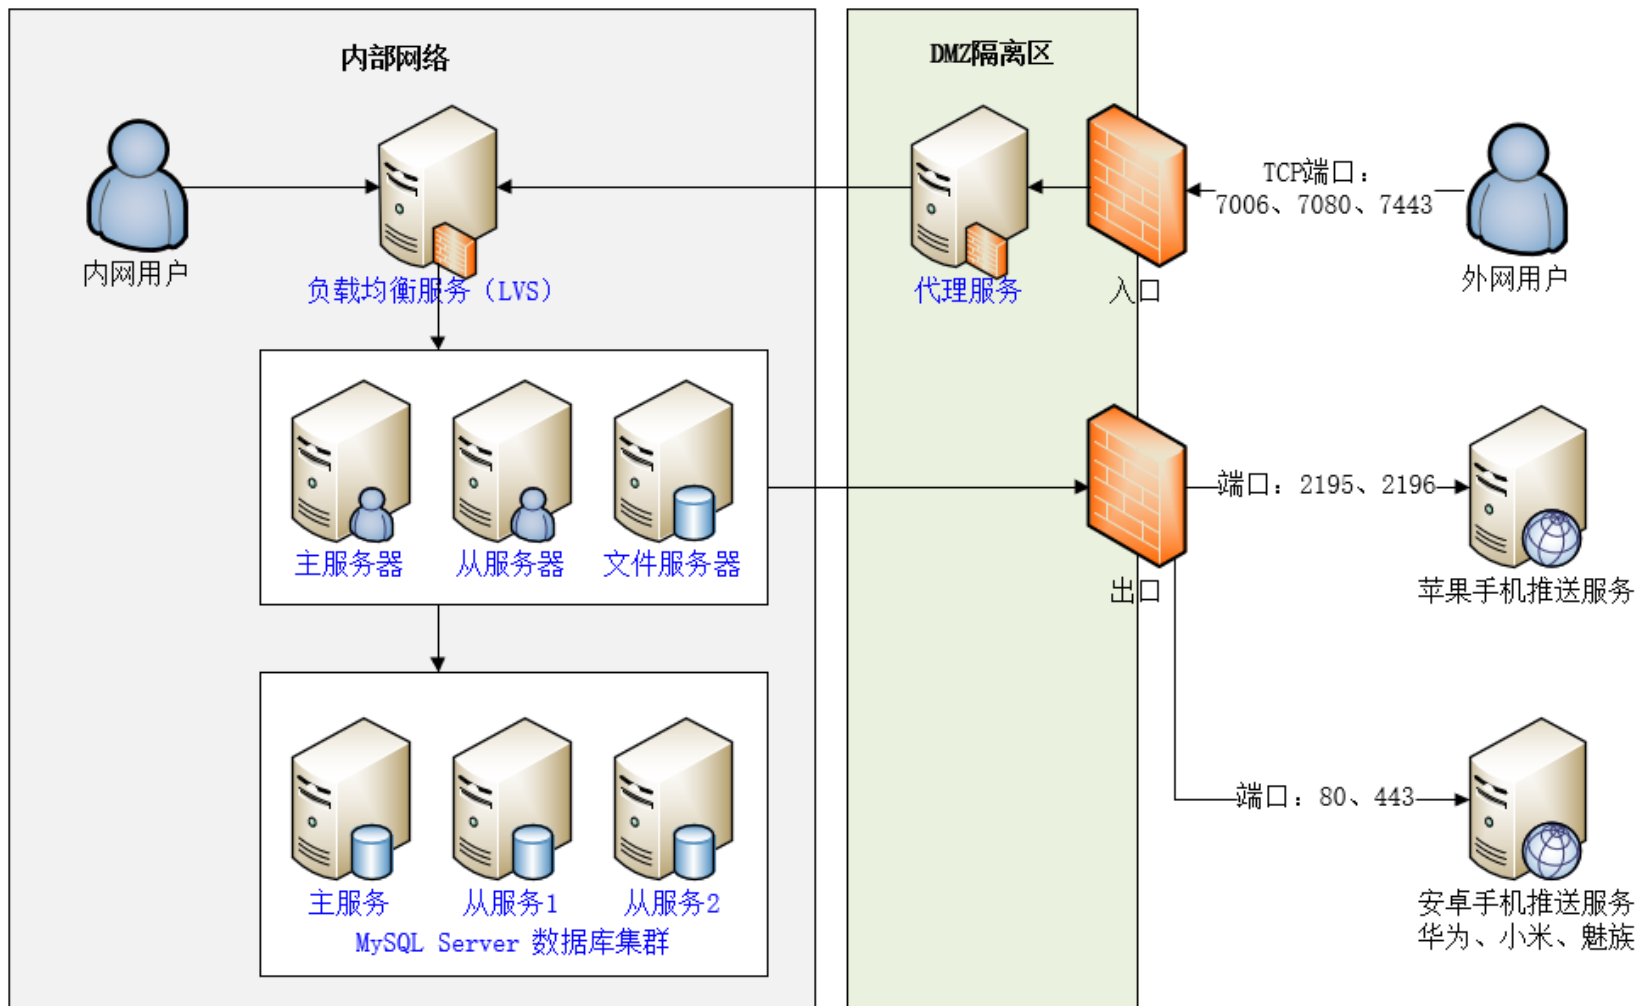 内部网络
DMZ隔离区
TCP端口：
7006、7080、7443
内网用户
负载均衡服务（LVS）
代理服务
入口
外网用户
主服务器
从服务器
文件服务器
端口：2195、2196
出口
苹果手机推送服务
端口：80、443
主服务
从服务1
从服务2
MySQL Server 数据库集群
安卓手机推送服务
华为、小米、魅族